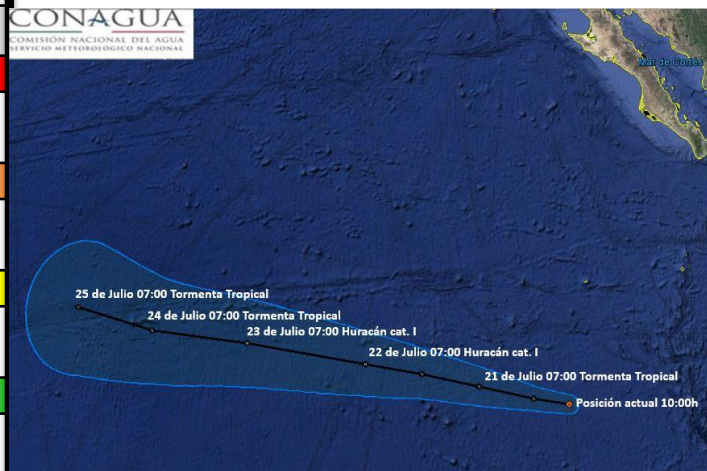 CONAGUA
COMISIÓN NACIONAL DEL AGUA
SERVICIO METEOROLÓGICO NACIONAL
Mar de Cortés
25 de Julio 07:00 Tormenta Tropical
24 de Julio 07:00 Tormenta Tropical
23 de Julio 07:00 Huracán cat. I
22 de Julio 07:00 Huracán cat. I
21 de Julio 07:00 Tormenta Tropical
Posición actual 10:00h